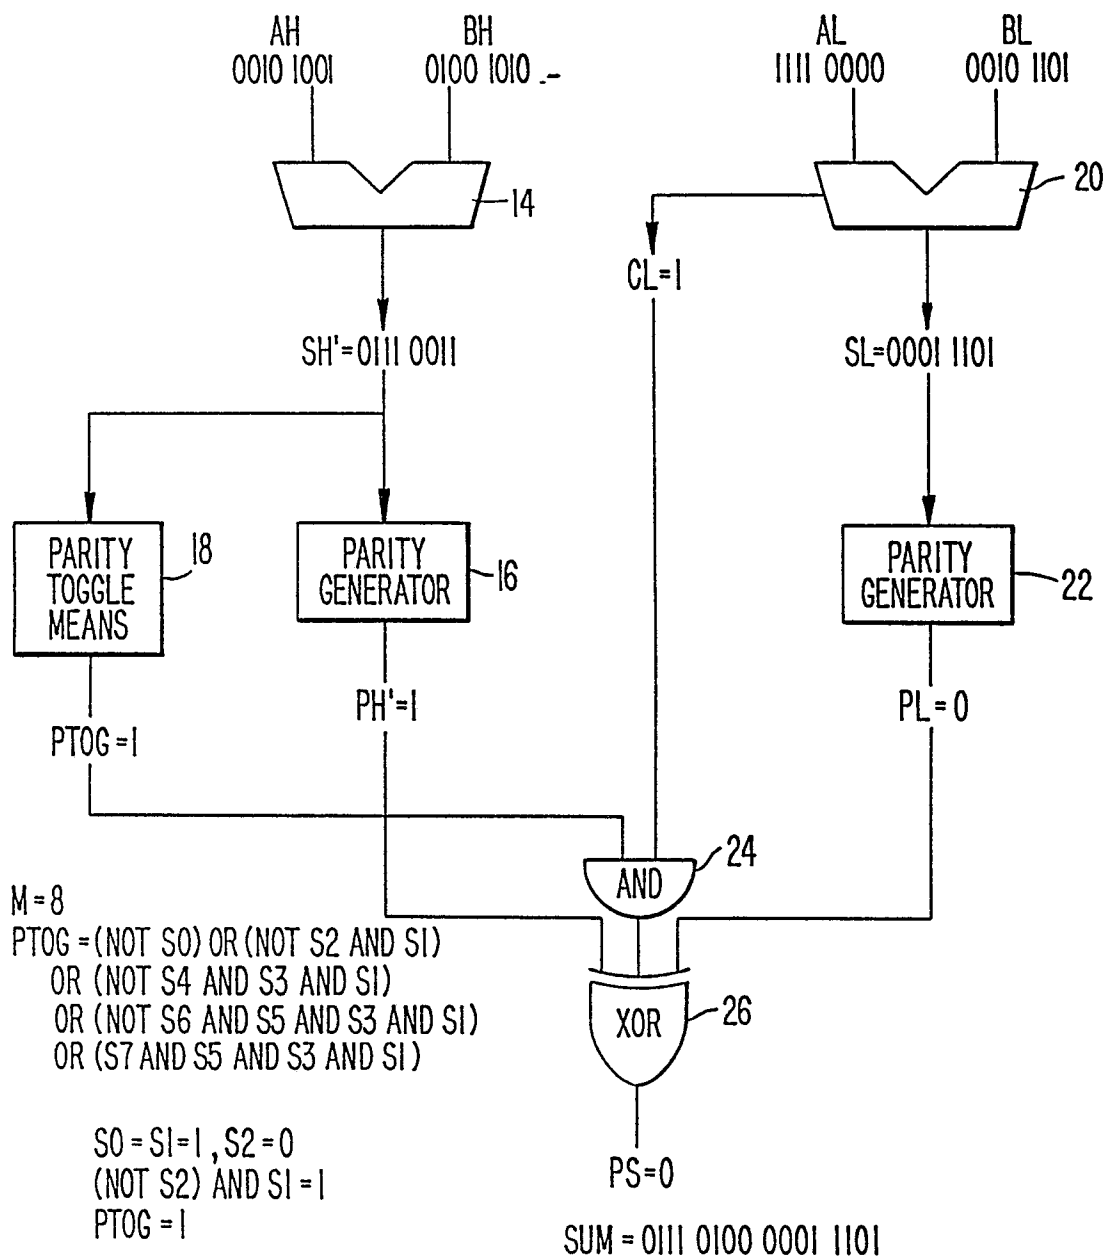 AH BH AL BL
0010 1001 0100 1010 1111 0000 0010 1101
14 20
CL=1
SH'=0111 0011 SL=0001 1101
PARITY TOGGLE MEANS 18
PARITY GENERATOR 16
PARITY GENERATOR 22
PH'=1 PL=0
PTOG=1
AND 24
M=8
PTOG=(NOT S0) OR (NOT S2 AND S1)
OR (NOT S4 AND S3 AND S1)
OR (NOT S6 AND S5 AND S3 AND S1)
OR (S7 AND S5 AND S3 AND S1)
XOR 26
S0=S1=1, S2=0
(NOT S2) AND S1=1
PTOG=1
PS=0
SUM=0111 0100 0001 1101